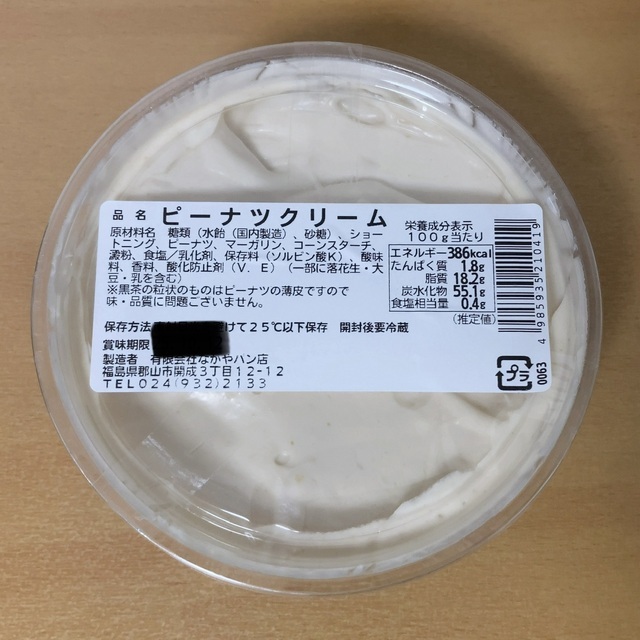 品名 ピーナツクリーム
原材料名 糖類（水飴（国内製造）、砂糖）、ショー
トニング、ピーナツ、マーガリン、コーンスターチ、
澱粉、食塩／乳化剤、保存料（ソルビン酸K）、酸味
料、香料、酸化防止剤（V．E）（一部に落花生・大
豆・乳を含む）
※黒茶の粒状のものはピーナツの薄皮ですので
味・品質に問題ございません。
栄養成分表示
100g当たり
エネルギー 386kcal
たんぱく質 1.8g
脂質 18.2g
炭水化物 55.1g
食塩相当量 0.4g
（推定値）
保存方法 けて25℃以下保存 開封後要冷蔵
賞味期限
製造者 有限会社なかやパン店
福島県郡山市開成3丁目12-12
TEL024(932)2133
プラ
0063
4985935210419